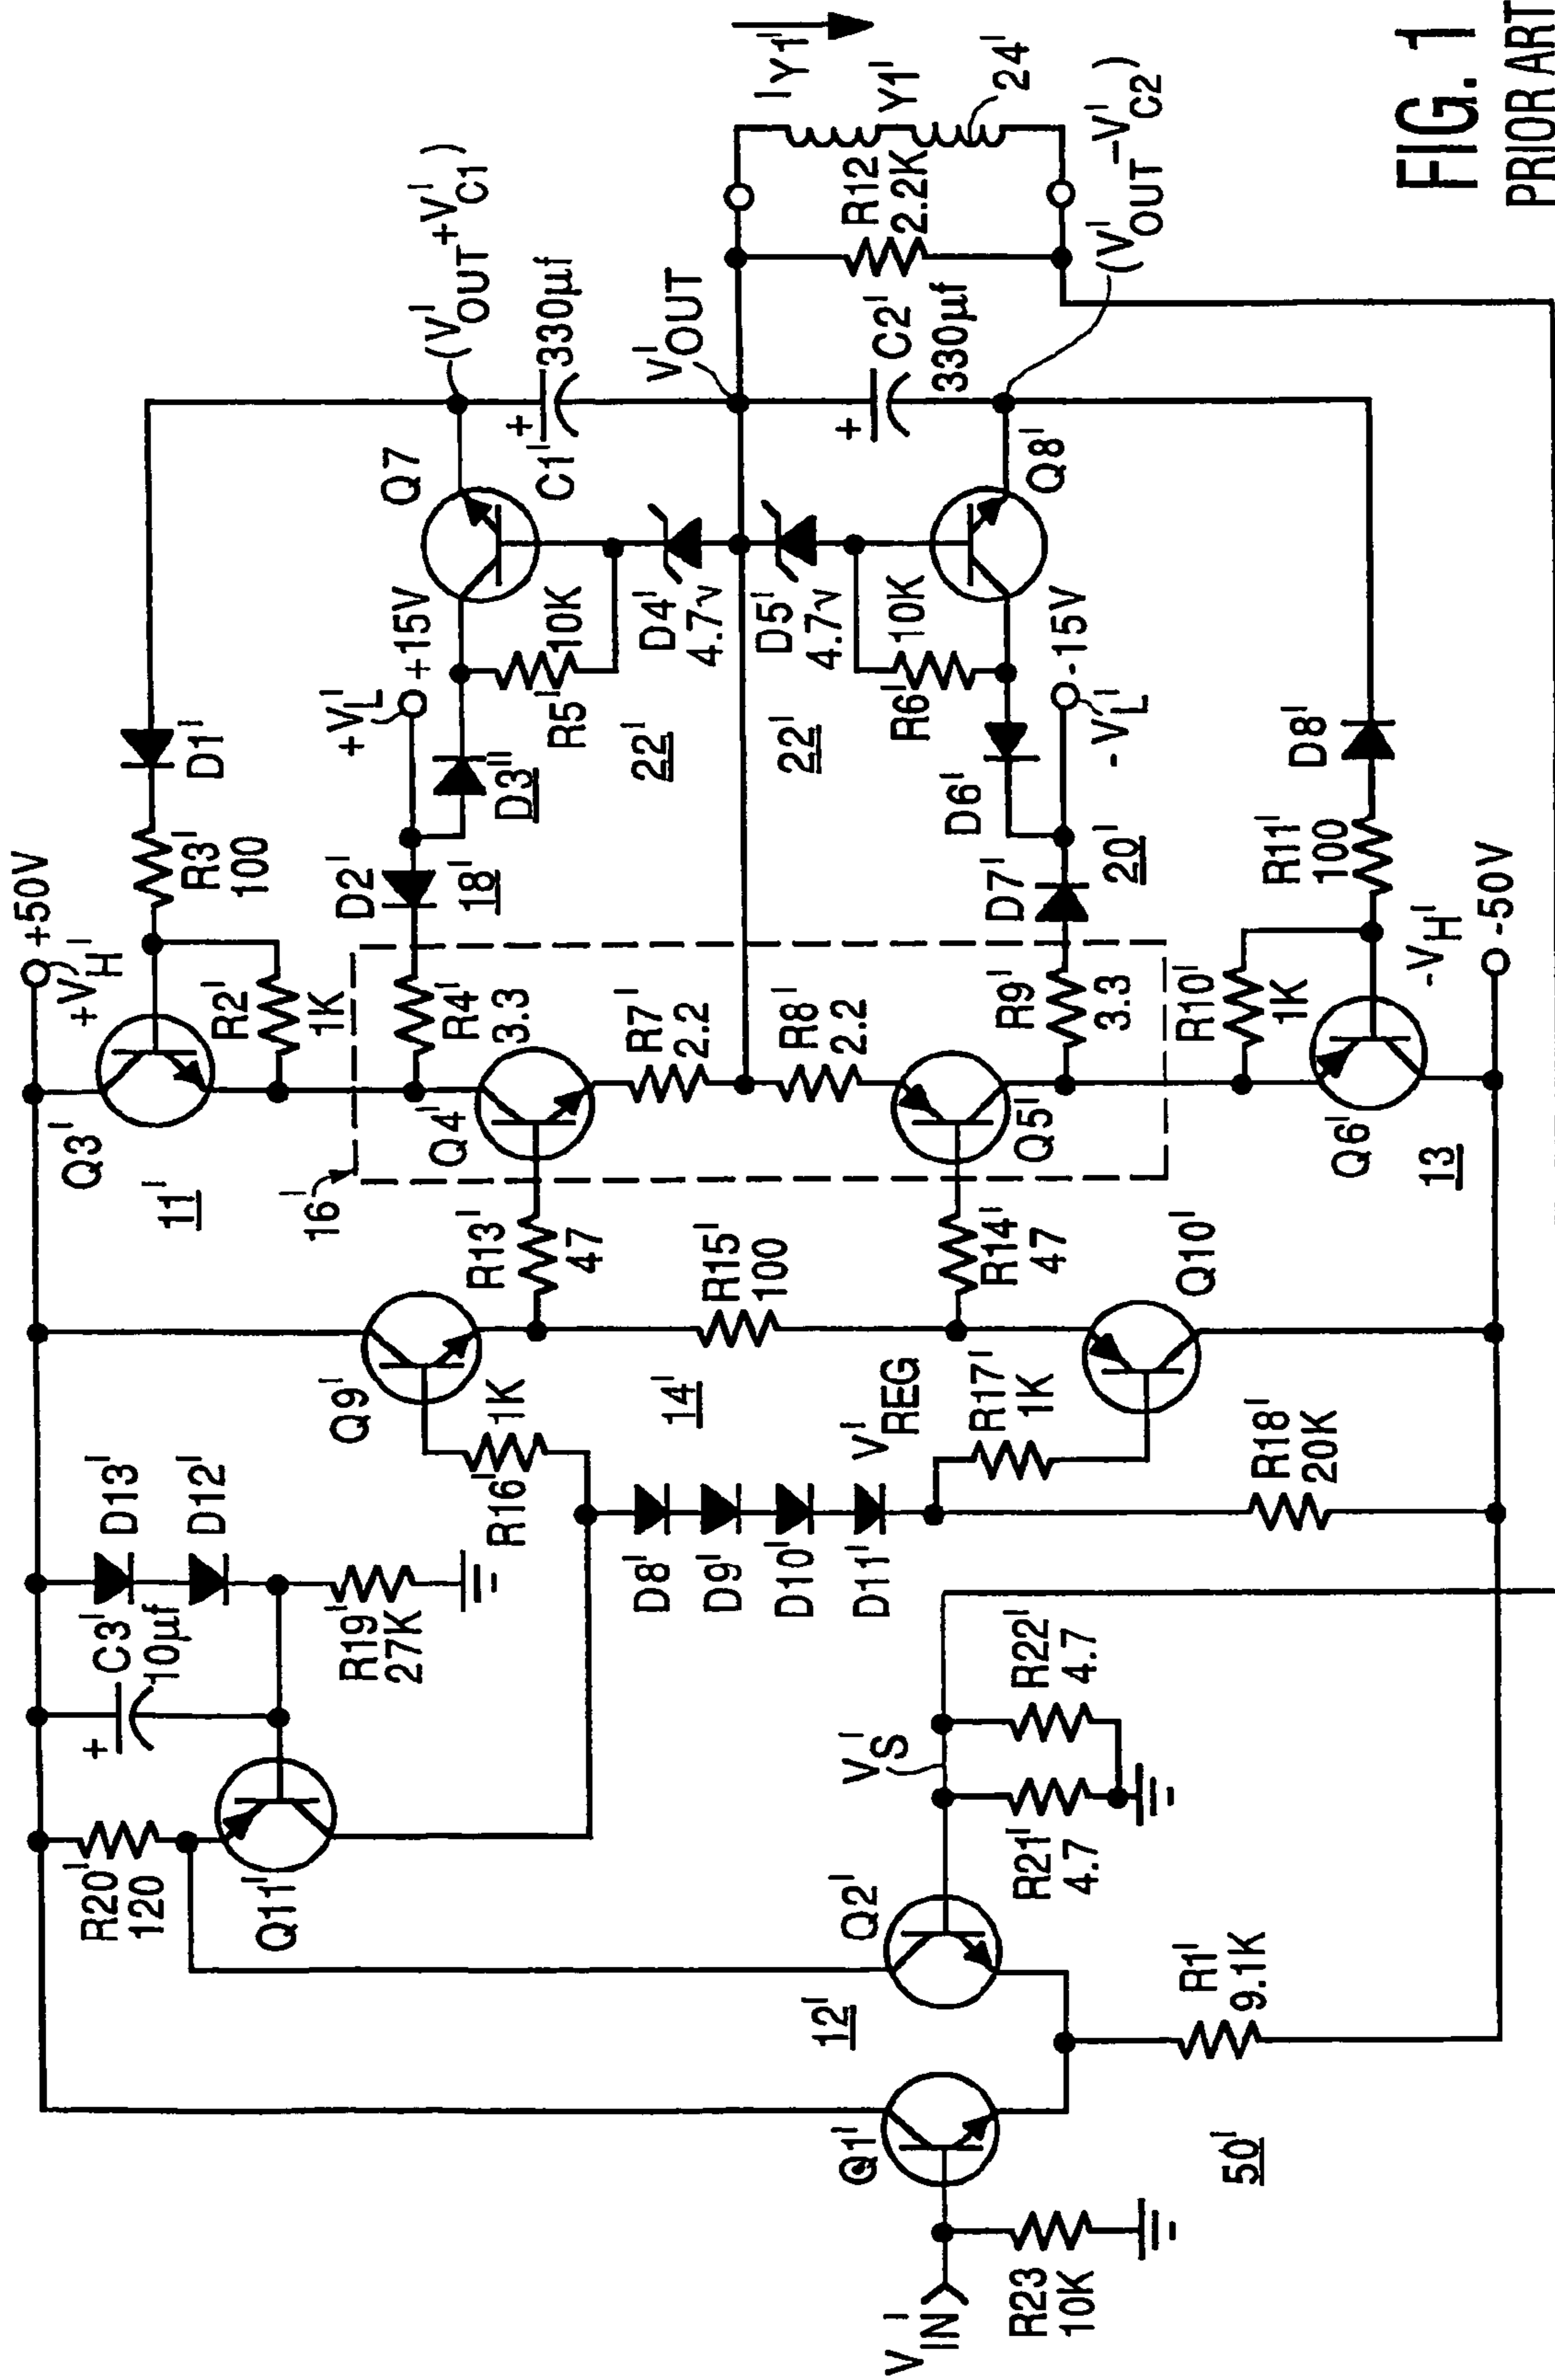 +50V
+V'H
Q3'
11'
R2'
1K
R3'
100
D1'
(V'OUT +V'C1)
330µf
+
C1'
Q7
+VL'
+15V
D2'
18'
D3"
R5'
10K
22'
D4'
4.7v
V'OUT
16'
R4'
3.3
Q4'
R7'
2.2
R13'
47
R8'
2.2
R15'
100
R14'
47
Q5'
R9'
3.3
D5'
4.7v
22'
R6'
10K
Q8'
D6'
-15V
-VL'
D7'
20'
+
C2'
330µf
(V'OUT -V'C2)
R12
2.2K
Y1'
24'
IY1'
D8'
R11'
100
R10'
1K
Q6'
13
-VH'
-50V
Q9'
R16'
1K
14'
V'REG
R17'
1K
Q10'
R18'
20K
D13'
D12'
C3'
10µf
+
R19'
27K
D8'
D9'
D10'
D11'
R20'
120
Q11'
V'S
R22'
4.7
R21'
4.7
Q2'
12'
R1'
9.1K
Q1'
50'
V'IN
R23
10K
FIG. 1
PRIOR ART